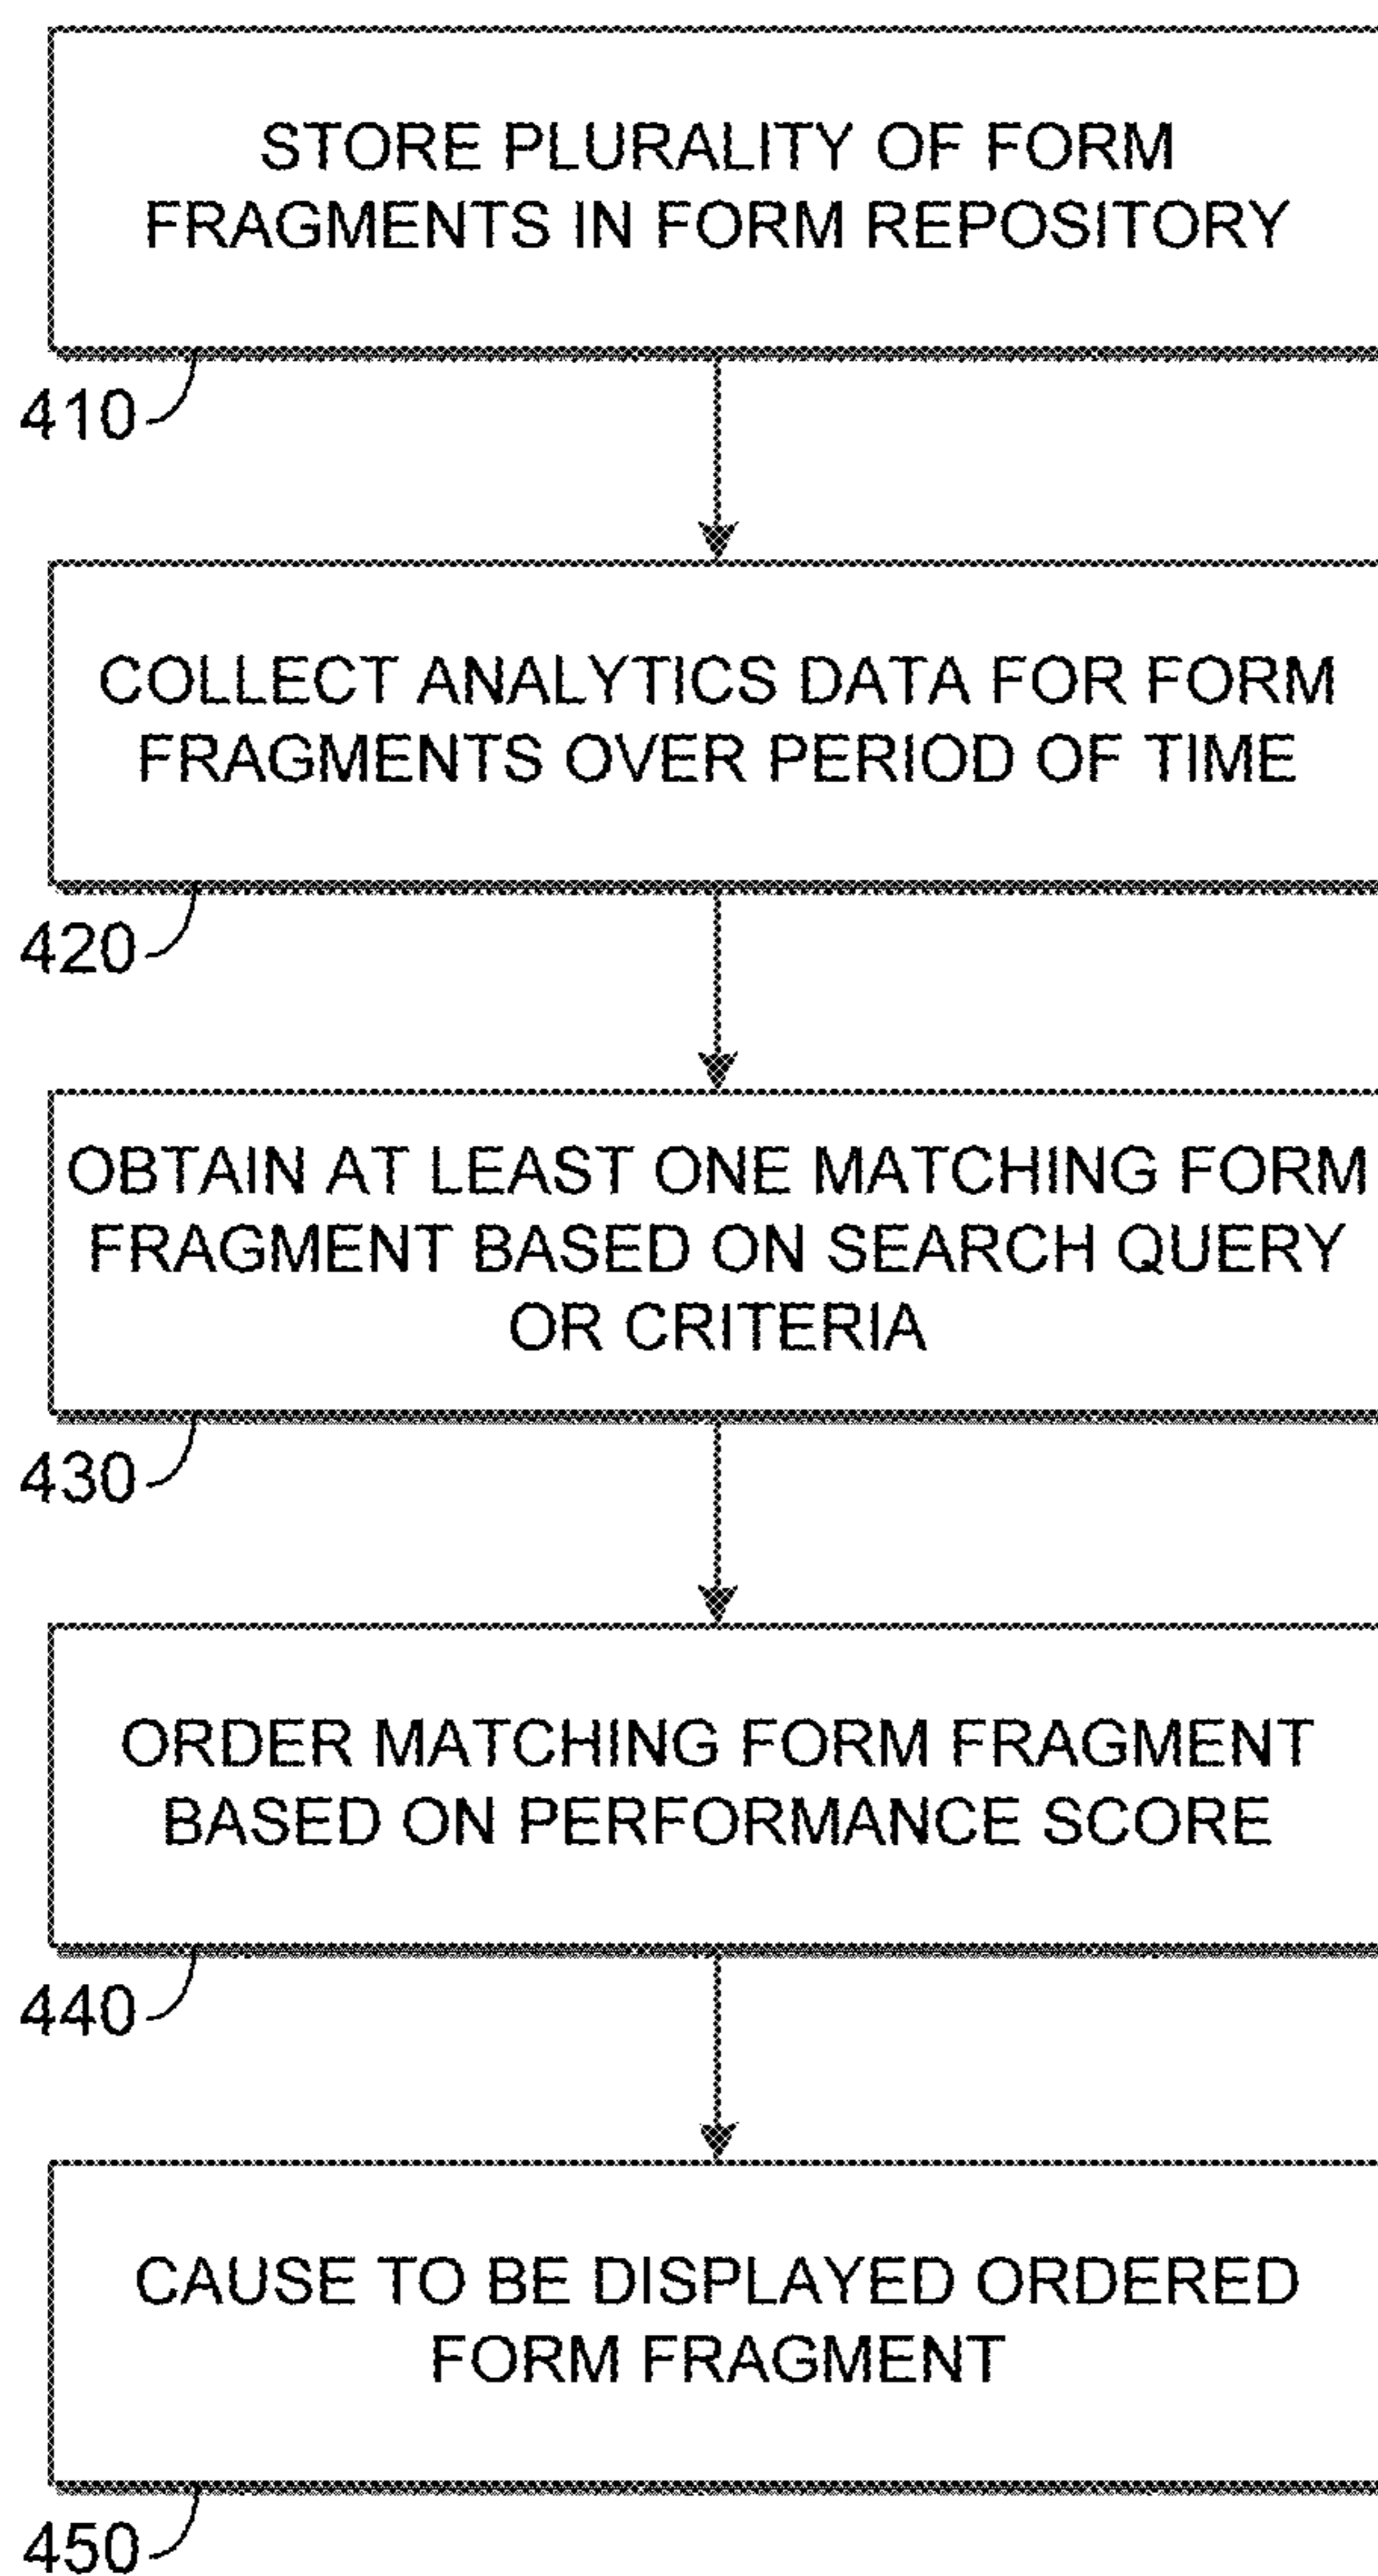 STORE PLURALITY OF FORM
FRAGMENTS IN FORM REPOSITORY
410
COLLECT ANALYTICS DATA FOR FORM
FRAGMENTS OVER PERIOD OF TIME
420
OBTAIN AT LEAST ONE MATCHING FORM
FRAGMENT BASED ON SEARCH QUERY
OR CRITERIA
430
ORDER MATCHING FORM FRAGMENT
BASED ON PERFORMANCE SCORE
440
CAUSE TO BE DISPLAYED ORDERED
FORM FRAGMENT
450